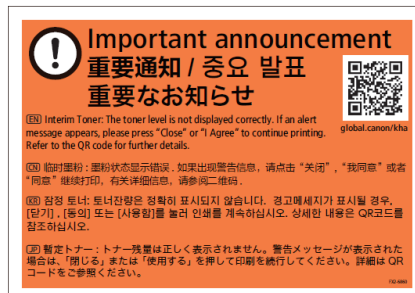 Important announcement
重要通知 / 중요 발표
重要なお知らせ
global.canon/kha
EN Interim Toner: The toner level is not displayed correctly. If an alert
message appears, please press "Close" or "I Agree" to continue printing.
Refer to the QR code for further details.
CN 临时墨粉：墨粉状态显示错误．如果出现警告信息，请点击 "关闭"，"我同意" 或者
"同意" 继续打印，有关详细信息，请参阅二维码．
KR 잠정 토너: 토너잔량은 정확히 표시되지 않습니다. 경고메세지가 표시될 경우,
[닫기] , [동의] 또는 [사용함]를 눌러 인쇄를 계속하십시오. 상세한 내용은 QR코드를
참조하십시오.
JP 暫定トナー：トナー残量は正しく表示されません。警告メッセージが表示された
場合は、「閉じる」または「使用する」を押して印刷を続行してください。詳細は QR
コードをご参照ください。